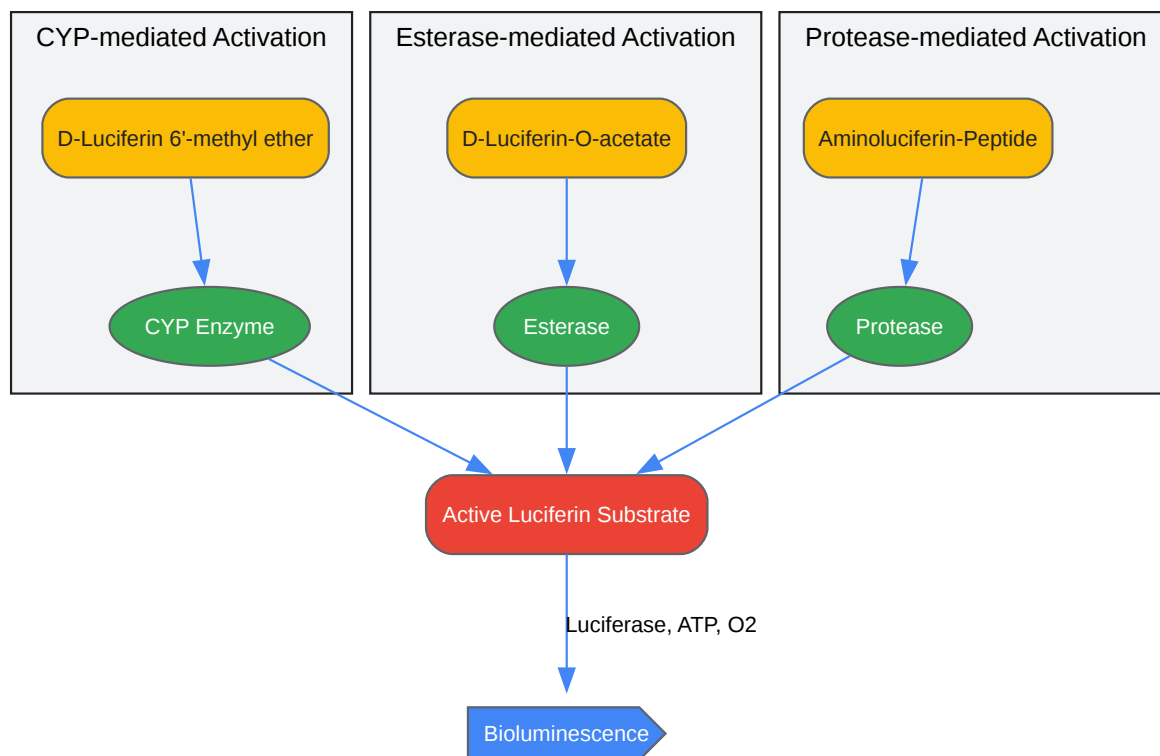 CYP-mediated Activation
Esterase-mediated Activation
Protease-mediated Activation
D-Luciferin 6'-methyl ether
D-Luciferin-O-acetate
Aminoluciferin-Peptide
CYP Enzyme
Esterase
Protease
Active Luciferin Substrate
Luciferase, ATP, O2
Bioluminescence